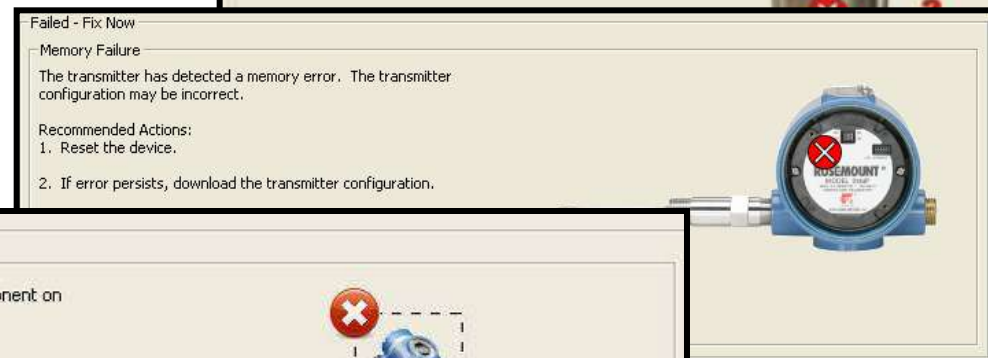 Failed - Fix Now
Memory Failure
The transmitter has detected a memory error. The transmitter
configuration may be incorrect.
Recommended Actions:
1. Reset the device.
2. If error persists, download the transmitter configuration.
ROSEMOUNT
onent on